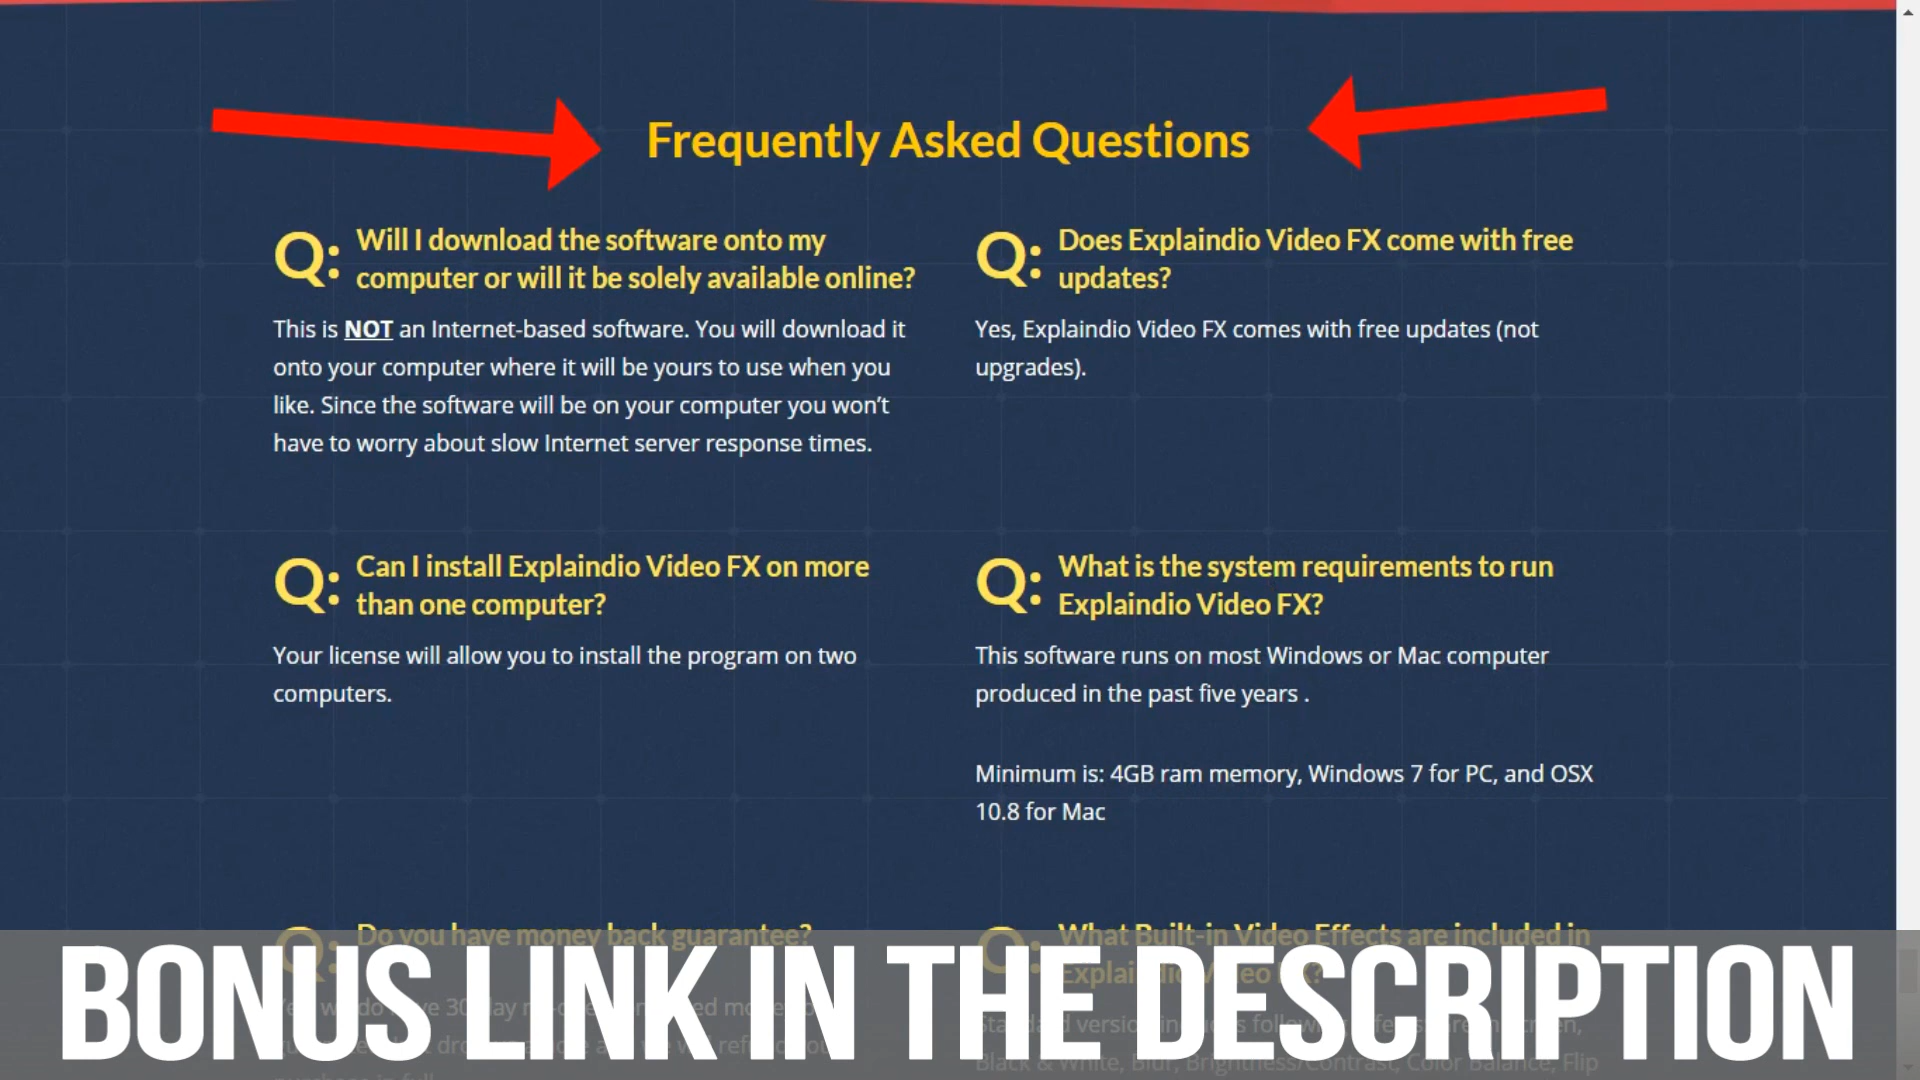 Frequently Asked Questions
Q: Will I download the software onto my
computer or will it be solely available online?
This is NOT an Internet-based software. You will download it
onto your computer where it will be yours to use when you
like. Since the software will be on your computer you won't
have to worry about slow Internet server response times.
Q: Does Explaindio Video FX come with free
updates?
Yes, Explaindio Video FX comes with free updates (not
upgrades).
Q: Can I install Explaindio Video FX on more
than one computer?
Your license will allow you to install the program on two
computers.
Q: What is the system requirements to run
Explaindio Video FX?
This software runs on most Windows or Mac computer
produced in the past five years .
Minimum is: 4GB ram memory, Windows 7 for PC, and OSX
10.8 for Mac
Q: Do you have money back guarantee?
Q: What Built-in Video Effects are included in
Black & White, Blur, Brightness/Contrast, Color Balance, Flip
BONUS LINK IN THE DESCRIPTION